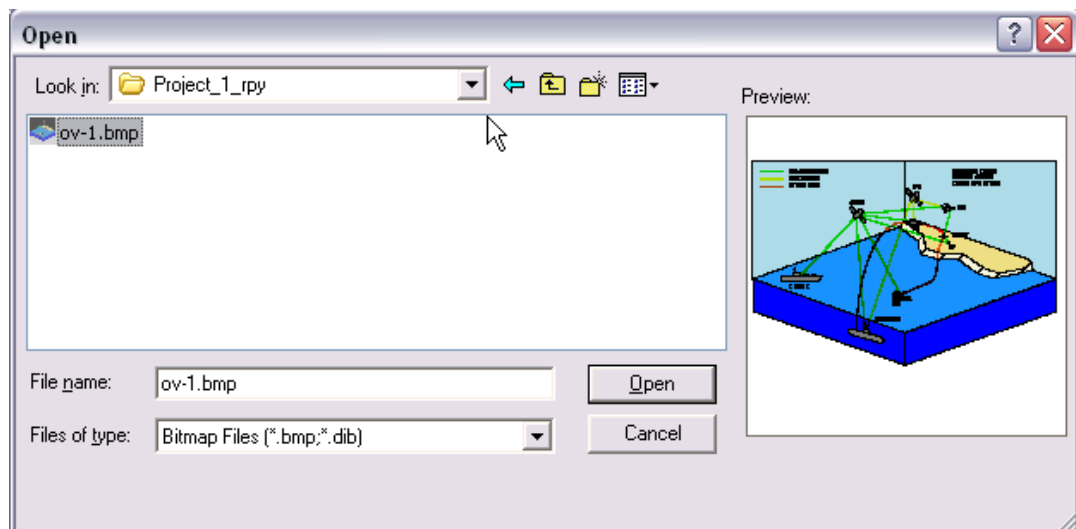 Open
Look in: Project_1_rpy
Preview:
ov-1.bmp
File name: ov-1.bmp Open
Files of type: Bitmap Files (*.bmp;*.dib) Cancel